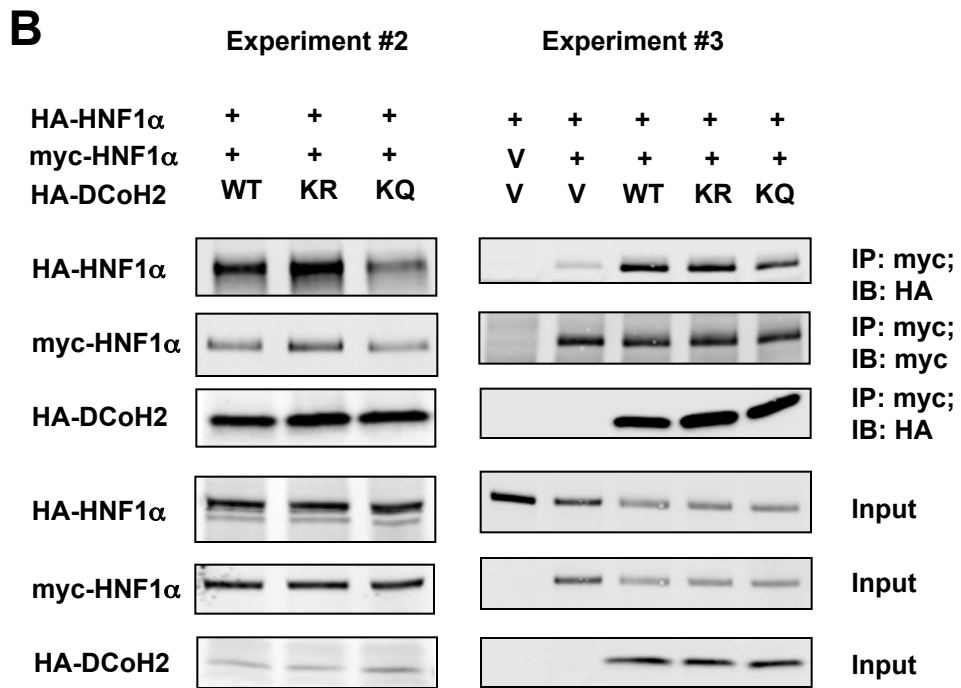 B
Experiment #2 Experiment #3
HA-HNF1α + + + + + + + +
myc-HNF1α + + + V + + + +
HA-DCoH2 WT KR KQ V V WT KR KQ
HA-HNF1α IP: myc;
IB: HA
myc-HNF1α IP: myc;
IB: myc
HA-DCoH2 IP: myc;
IB: HA
HA-HNF1α Input
myc-HNF1α Input
HA-DCoH2 Input